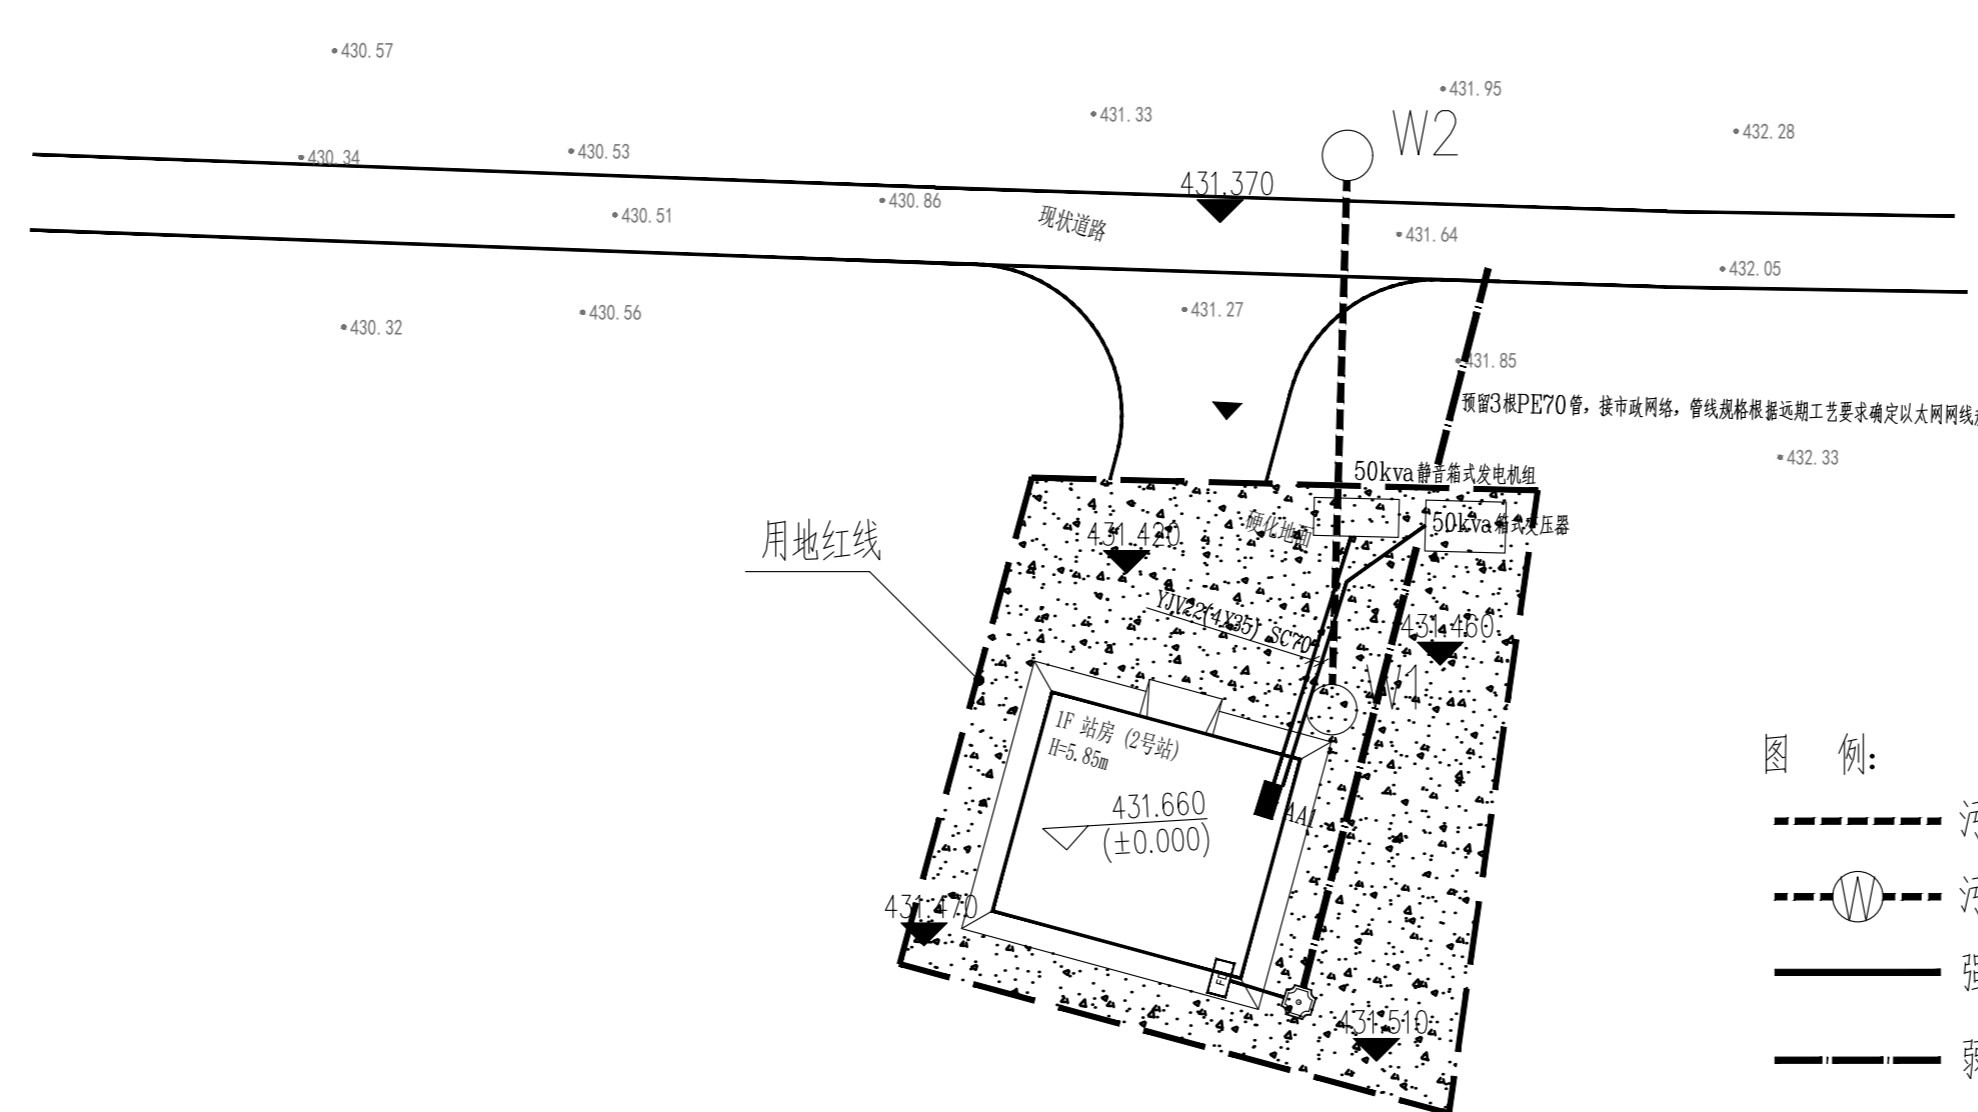 430.57
431.95
431.33
W2
432.28
430.34
430.53
431.370
430.86
现状道路
430.51
431.64
432.05
431.27
430.56
430.32
431.85
预留3根PE70管，接市政网络，管线规格根据远期工艺要求确定以太网网线
432.33
50kva静音箱式发电机组
硬化地面
50kva箱式变压器
用地红线
431.420
YJV22(4X35) SC70
431.460
W1
1F 站房 (2号站)
H=5.85m
图 例:
431.660
(±0.000)
AA1
污
W
污
431.470
强
FD
431.510
弱